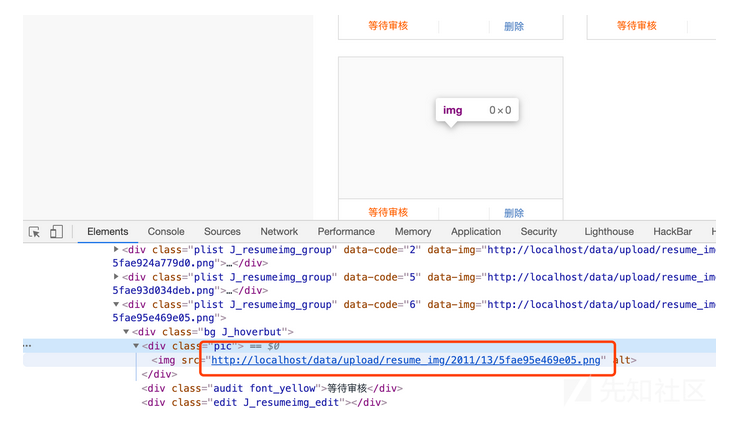 等待审核 删除 等待审核
img 0×0
等待审核 删除
Elements Console Sources Network Performance Memory Application Security Lighthouse HackBar H
▶<div class="plist J_resumeimg_group" data-code="2" data-img="http://localhost/data/upload/resume_im
5fae924a779d0.png">…</div>
▶<div class="plist J_resumeimg_group" data-code="5" data-img="http://localhost/data/upload/resume_im
5fae93d034deb.png">…</div>
▼<div class="plist J_resumeimg_group" data-code="6" data-img="http://localhost/data/upload/resume_im
5fae95e469e05.png">
▼<div class="bg J_hoverbut">
… ▼<div class="pic"> == $0
<img src="http://localhost/data/upload/resume_img/2011/13/5fae95e469e05.png" alt>
</div>
<div class="audit font_yellow">等待审核</div>
<div class="edit J_resumeimg_edit"></div>
先知社区